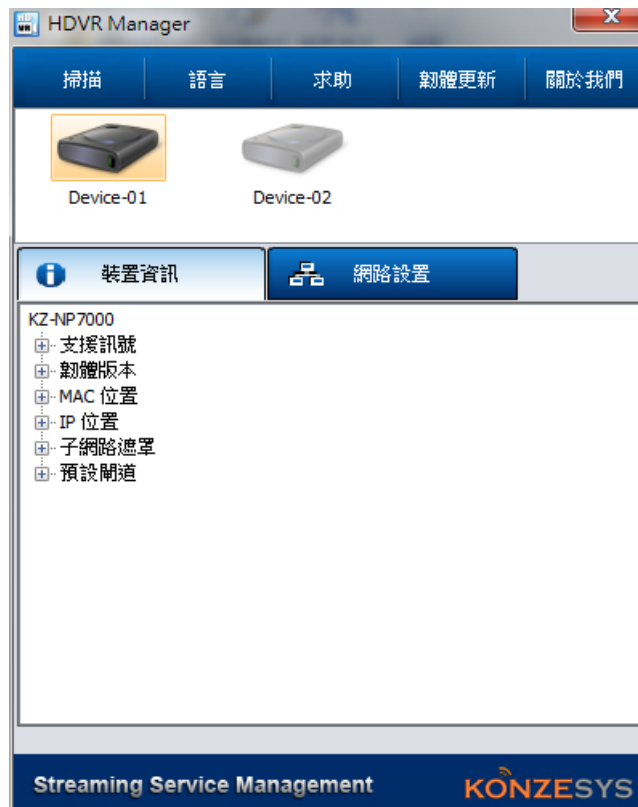 HDVR Manager
掃描 語言 求助 韌體更新 關於我們
Device-01 Device-02
裝置資訊 網路設置
KZ-NP7000
支援訊號
韌體版本
MAC 位置
IP 位置
子網路遮罩
預設閘道
Streaming Service Management KONZESYS